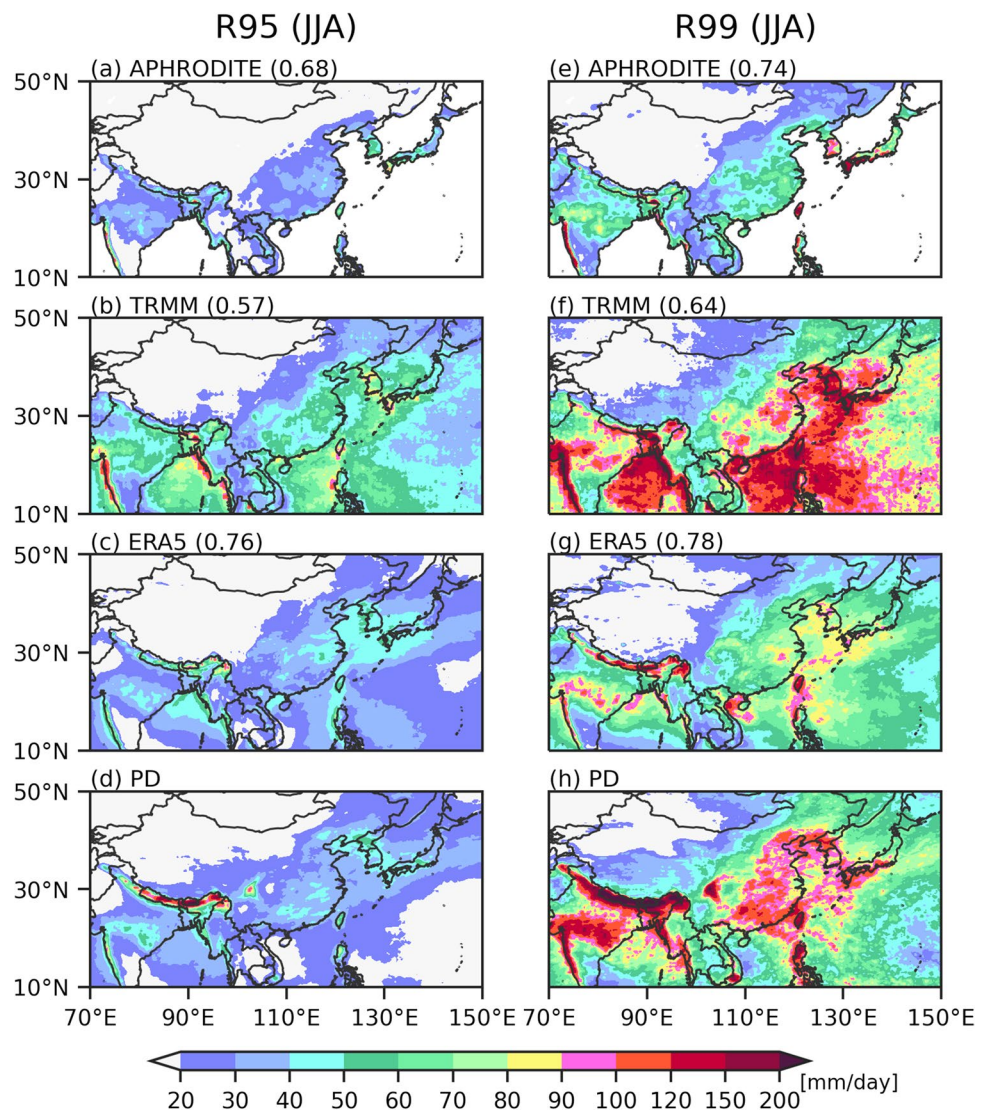 R95 (JJA) R99 (JJA)
(a) APHRODITE (0.68) (e) APHRODITE (0.74)
50°N
30°N
10°N
(b) TRMM (0.57) (f) TRMM (0.64)
50°N
30°N
10°N
(c) ERA5 (0.76) (g) ERA5 (0.78)
50°N
30°N
10°N
(d) PD (h) PD
50°N
30°N
10°N
70°E 90°E 110°E 130°E 150°E 70°E 90°E 110°E 130°E 150°E
20 30 40 50 60 70 80 90 100 120 150 200 [mm/day]